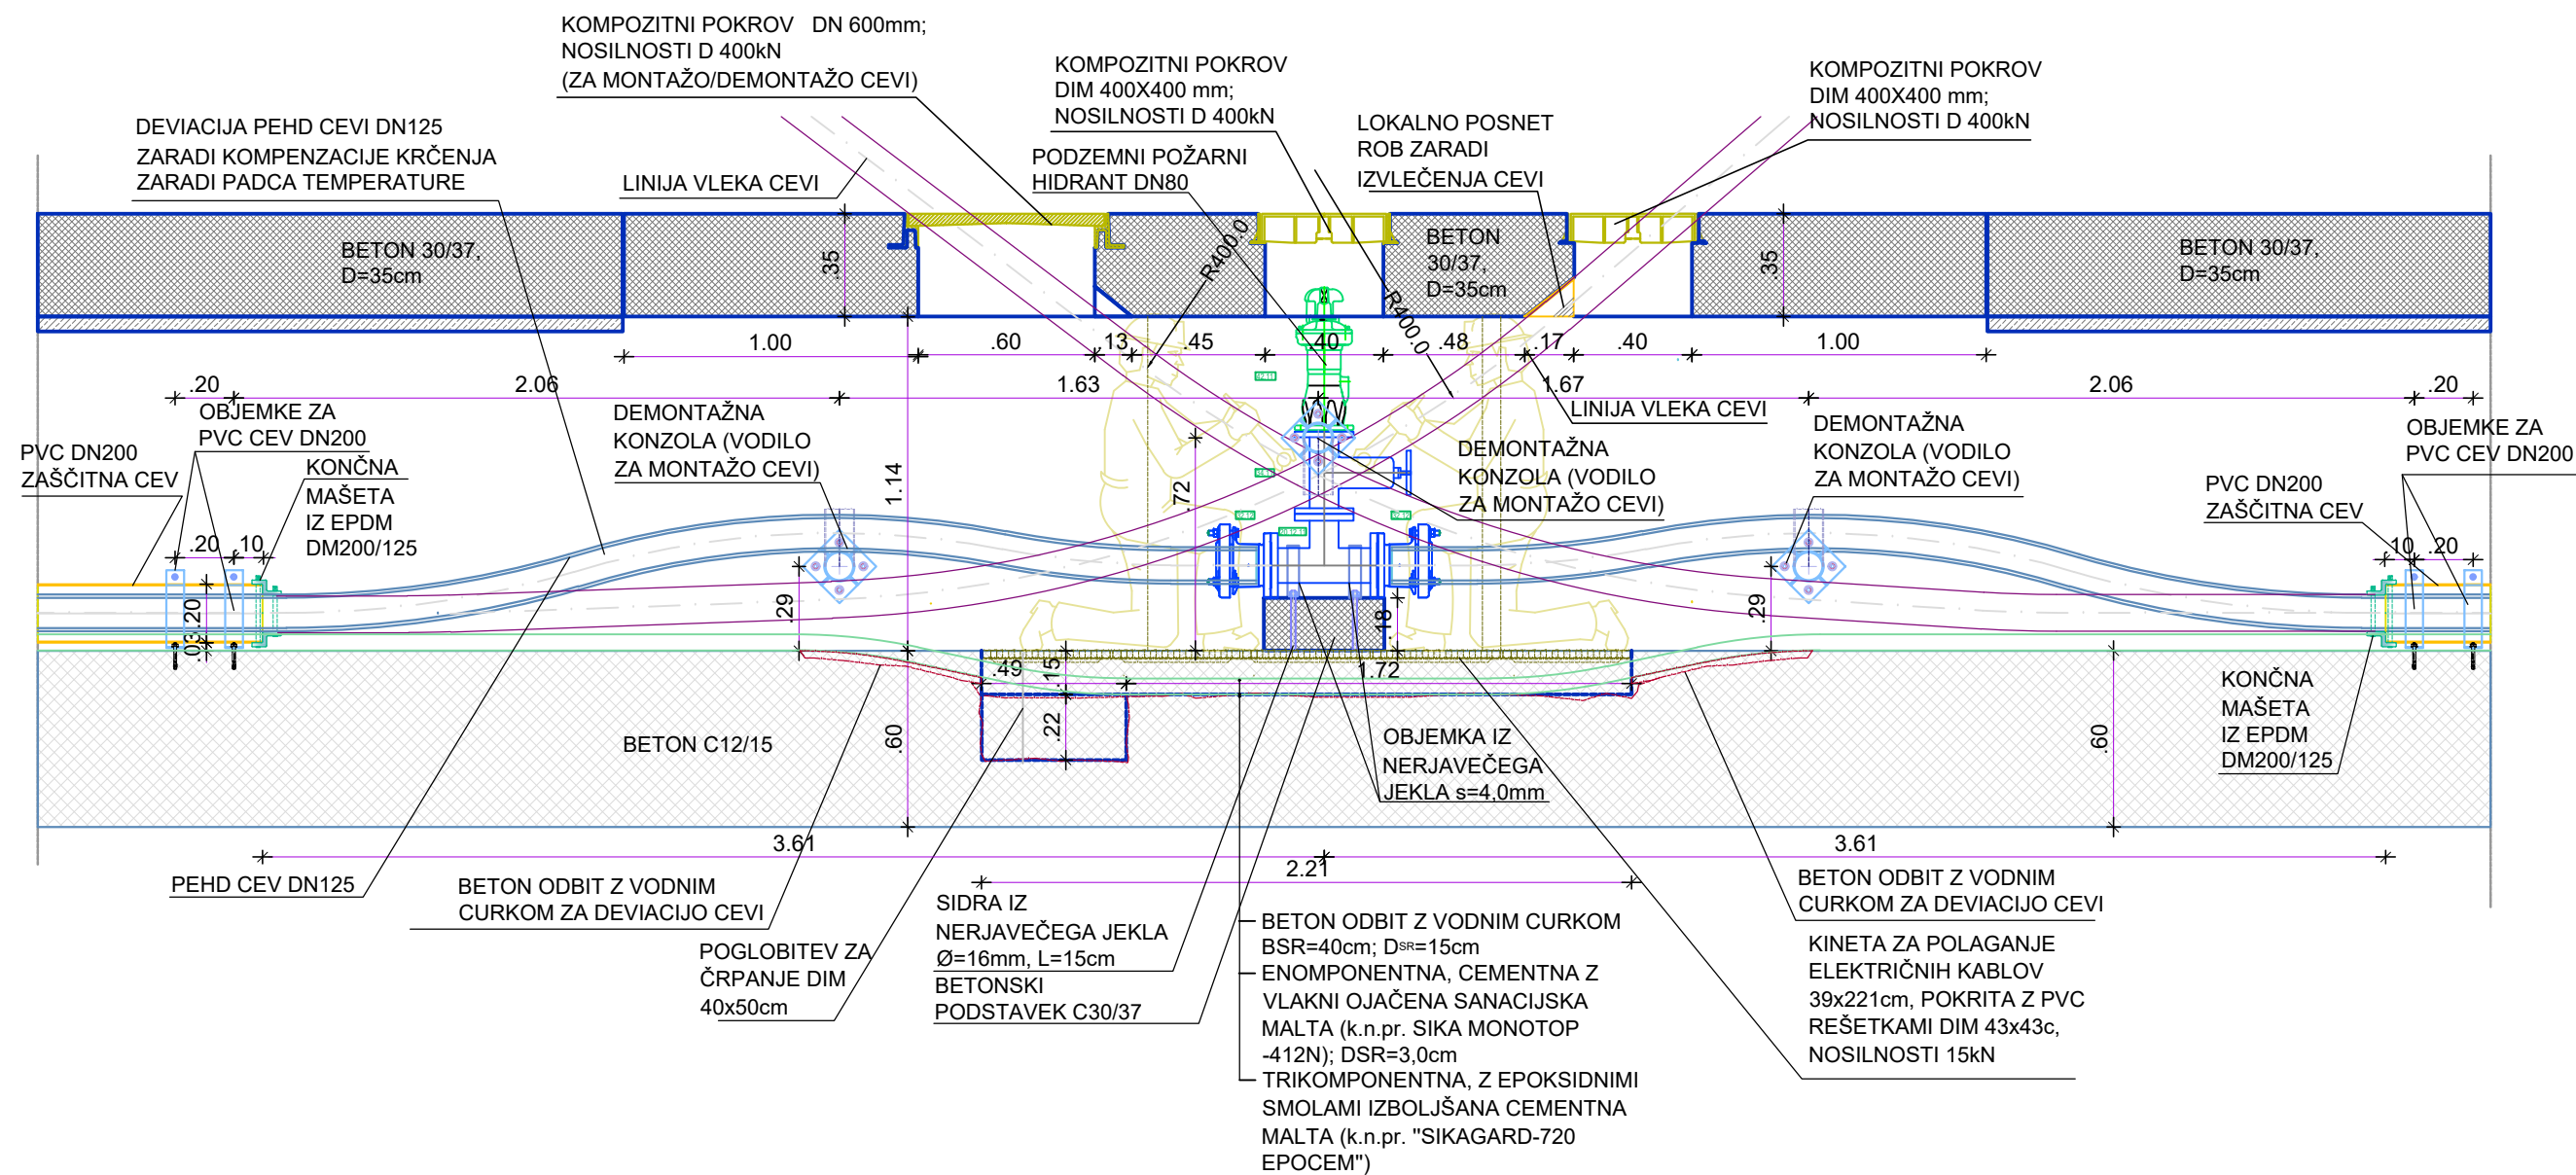 KOMPOZITNI POKROV   DN 600mm;
NOSILNOSTI D 400kN
(ZA MONTAŽO/DEMONTAŽO CEVI)
KOMPOZITNI POKROV
DIM 400X400 mm;
NOSILNOSTI D 400kN
KOMPOZITNI POKROV
DIM 400X400 mm;
NOSILNOSTI D 400kN
DEVIACIJA PEHD CEVI DN125
ZARADI KOMPENZACIJE KRČENJA
ZARADI PADCA TEMPERATURE
LINIJA VLEKA CEVI
PODZEMNI POŽARNI
HIDRANT DN80
LOKALNO POSNET
ROB ZARADI
IZVLEČENJA CEVI
BETON 30/37,
D=35cm
.35
R400.0
BETON
30/37,
D=35cm
.35
BETON 30/37,
D=35cm
R400.0
1.00
.60
.13
.45
.40
.48
.17
.40
1.00
.20
2.06
1.63
1.67
2.06
.20
OBJEMKE ZA
PVC CEV DN200
PVC DN200
ZAŠČITNA CEV
KONČNA
MAŠETA
IZ EPDM
DM200/125
DEMONTAŽNA
KONZOLA (VODILO
ZA MONTAŽO CEVI)
1.14
.72
LINIJA VLEKA CEVI
DEMONTAŽNA
KONZOLA (VODILO
ZA MONTAŽO CEVI)
DEMONTAŽNA
KONZOLA (VODILO
ZA MONTAŽO CEVI)
OBJEMKE ZA
PVC CEV DN200
PVC DN200
ZAŠČITNA CEV
.20
.10
.10
.20
.20
.03
.29
.18
.29
.49
.15
1.72
.22
BETON C12/15
.60
.60
OBJEMKA IZ
NERJAVEČEGA
JEKLA s=4,0mm
KONČNA
MAŠETA
IZ EPDM
DM200/125
3.61
3.61
2.21
PEHD CEV DN125
BETON ODBIT Z VODNIM
CURKOM ZA DEVIACIJO CEVI
POGLOBITEV ZA
ČRPANJE DIM
40x50cm
SIDRA IZ
NERJAVEČEGA JEKLA
Ø=16mm, L=15cm
BETONSKI
PODSTAVEK C30/37
BETON ODBIT Z VODNIM CURKOM
BSR=40cm; DSR=15cm
ENOMPONENTNA, CEMENTNA Z
VLAKNI OJAČENA SANACIJSKA
MALTA (k.n.pr. SIKA MONOTOP
-412N); DSR=3,0cm
TRIKOMPONENTNA, Z EPOKSIDNIMI
SMOLAMI IZBOLJŠANA CEMENTNA
MALTA (k.n.pr. "SIKAGARD-720
EPOCEM")
BETON ODBIT Z VODNIM
CURKOM ZA DEVIACIJO CEVI
KINETA ZA POLAGANJE
ELEKTRIČNIH KABLOV
39x221cm, POKRITA Z PVC
REŠETKAMI DIM 43x43c,
NOSILNOSTI 15kN